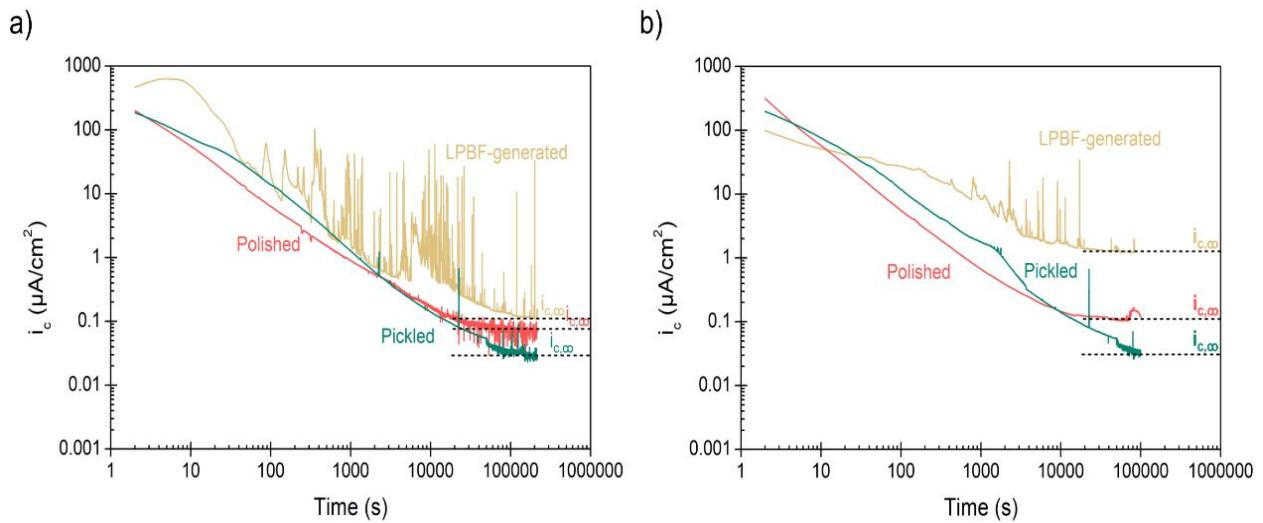 a)
1000
100
10
1
0.1
0.01
0.001
i_c (µA/cm²)
LPBF-generated
Polished
Pickled
i_c,∞
i_c,∞
i_c,∞
1
10
100
1000
10000
100000
1000000
Time (s)
b)
1000
100
10
1
0.1
0.01
0.001
i_c (µA/cm²)
LPBF-generated
Polished
Pickled
i_c,∞
i_c,∞
i_c,∞
1
10
100
1000
10000
100000
1000000
Time (s)